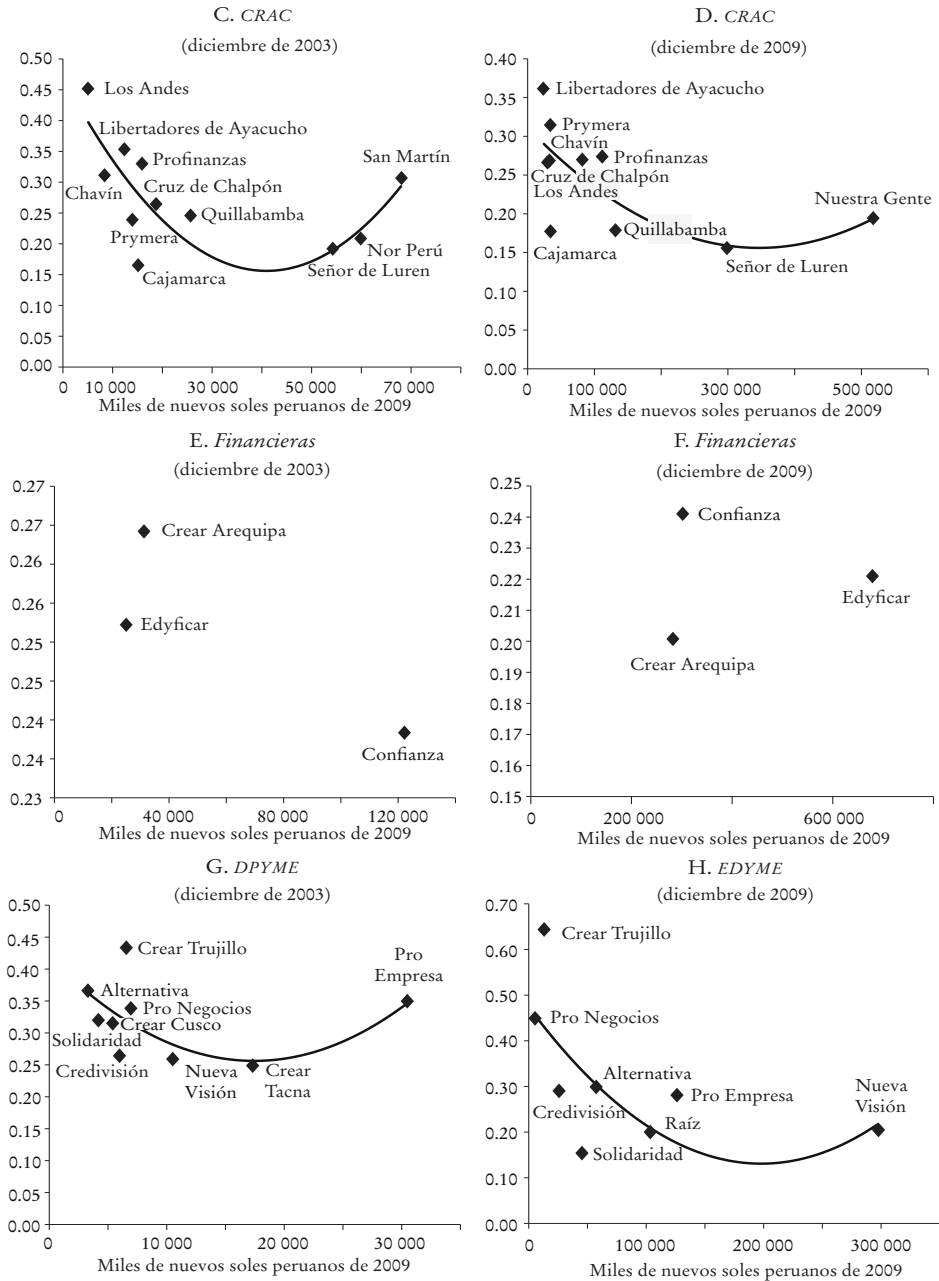 C. CRAC
(diciembre de 2003)
0.50
0.45
0.40
0.35
0.30
0.25
0.20
0.15
0.10
0.05
0.00
Los Andes
Libertadores de Ayacucho
Profinanzas
San Martín
Chavín
Cruz de Chalpón
Quillabamba
Prymera
Nor Perú
Señor de Luren
Cajamarca
0 10 000 30 000 50 000 70 000
Miles de nuevos soles peruanos de 2009
D. CRAC
(diciembre de 2009)
0.40
0.35
0.30
0.25
0.20
0.15
0.10
0.05
0.00
Libertadores de Ayacucho
Prymera
Chavín
Profinanzas
Cruz de Chalpón
Los Andes
Nuestra Gente
Quillabamba
Cajamarca
Señor de Luren
0 100 000 300 000 500 000
Miles de nuevos soles peruanos de 2009
E. Financieras
(diciembre de 2003)
0.27
0.27
0.26
0.26
0.25
0.25
0.24
0.24
0.23
Crear Arequipa
Edyficar
Confianza
0 40 000 80 000 120 000
Miles de nuevos soles peruanos de 2009
F. Financieras
(diciembre de 2009)
0.25
0.24
0.23
0.22
0.21
0.20
0.19
0.18
0.17
0.16
0.15
Confianza
Edyficar
Crear Arequipa
0 200 000 600 000
Miles de nuevos soles peruanos de 2009
G. DPYME
(diciembre de 2003)
0.50
0.45
0.40
0.35
0.30
0.25
0.20
0.15
0.10
0.05
0.00
Crear Trujillo
Pro
Empresa
Alternativa
Pro Negocios
Crear Cusco
Solidaridad
Credivisión
Nueva
Visión
Crear
Tacna
0 10 000 20 000 30 000
Miles de nuevos soles peruanos de 2009
H. EDYME
(diciembre de 2009)
0.70
0.60
0.50
0.40
0.30
0.20
0.10
0.00
Crear Trujillo
Pro Negocios
Alternativa
Nueva
Visión
Pro Empresa
Credivisión
Raíz
Solidaridad
0 100 000 200 000 300 000
Miles de nuevos soles peruanos de 2009